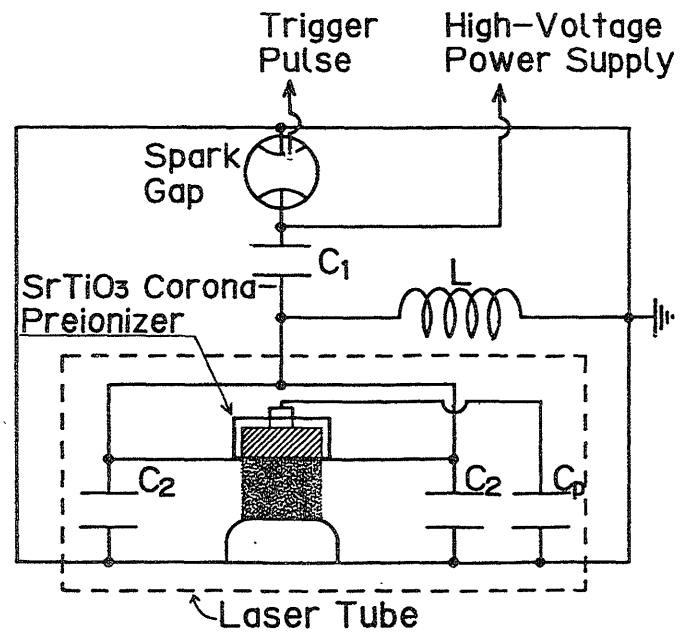 Trigger
Pulse
High-Voltage
Power Supply
Spark
Gap
C1
L
SrTiO3 Corona-
Preionizer
C2
C2
Cp
Laser Tube